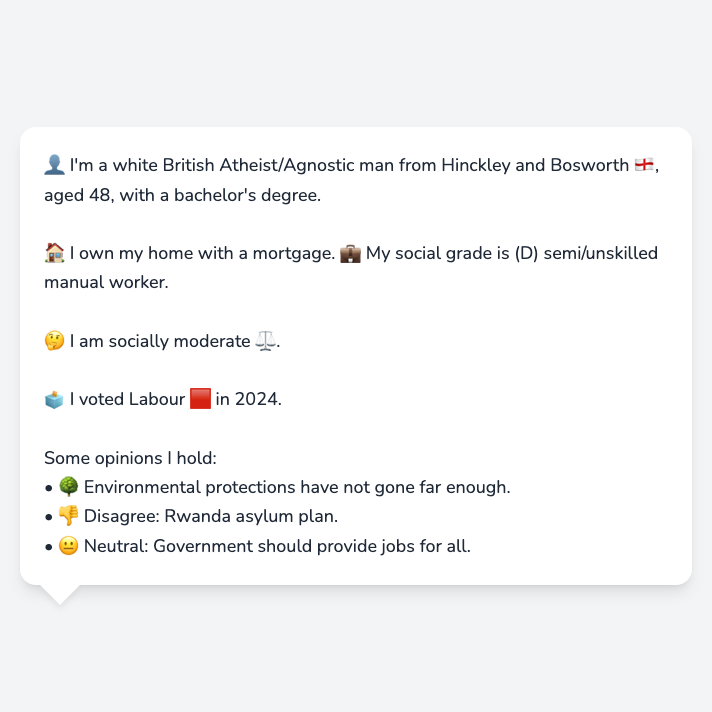 👤 I'm a white British Atheist/Agnostic man from Hinckley and Bosworth 🏴󠁧󠁢󠁥󠁮󠁧󠁿,
aged 48, with a bachelor's degree.
🏠 I own my home with a mortgage. 💼 My social grade is (D) semi/unskilled
manual worker.
🤔 I am socially moderate ⚖️.
🗳️ I voted Labour 🟥 in 2024.
Some opinions I hold:
• 🌳 Environmental protections have not gone far enough.
• 👎 Disagree: Rwanda asylum plan.
• 😐 Neutral: Government should provide jobs for all.